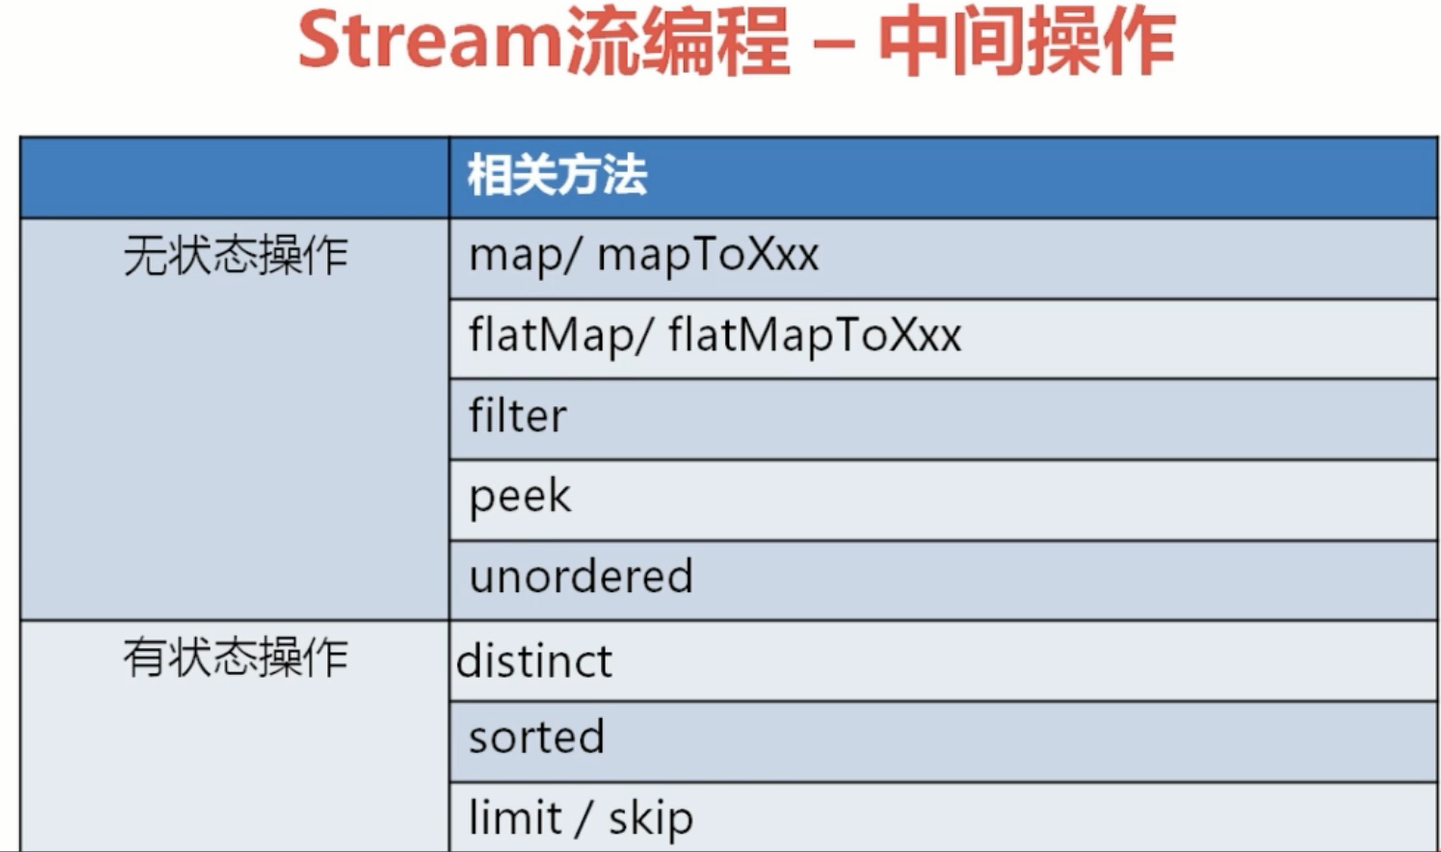 Stream流编程 – 中间操作
相关方法
无状态操作
map/ mapToXxx
flatMap/ flatMapToXxx
filter
peek
unordered
有状态操作
distinct
sorted
limit / skip